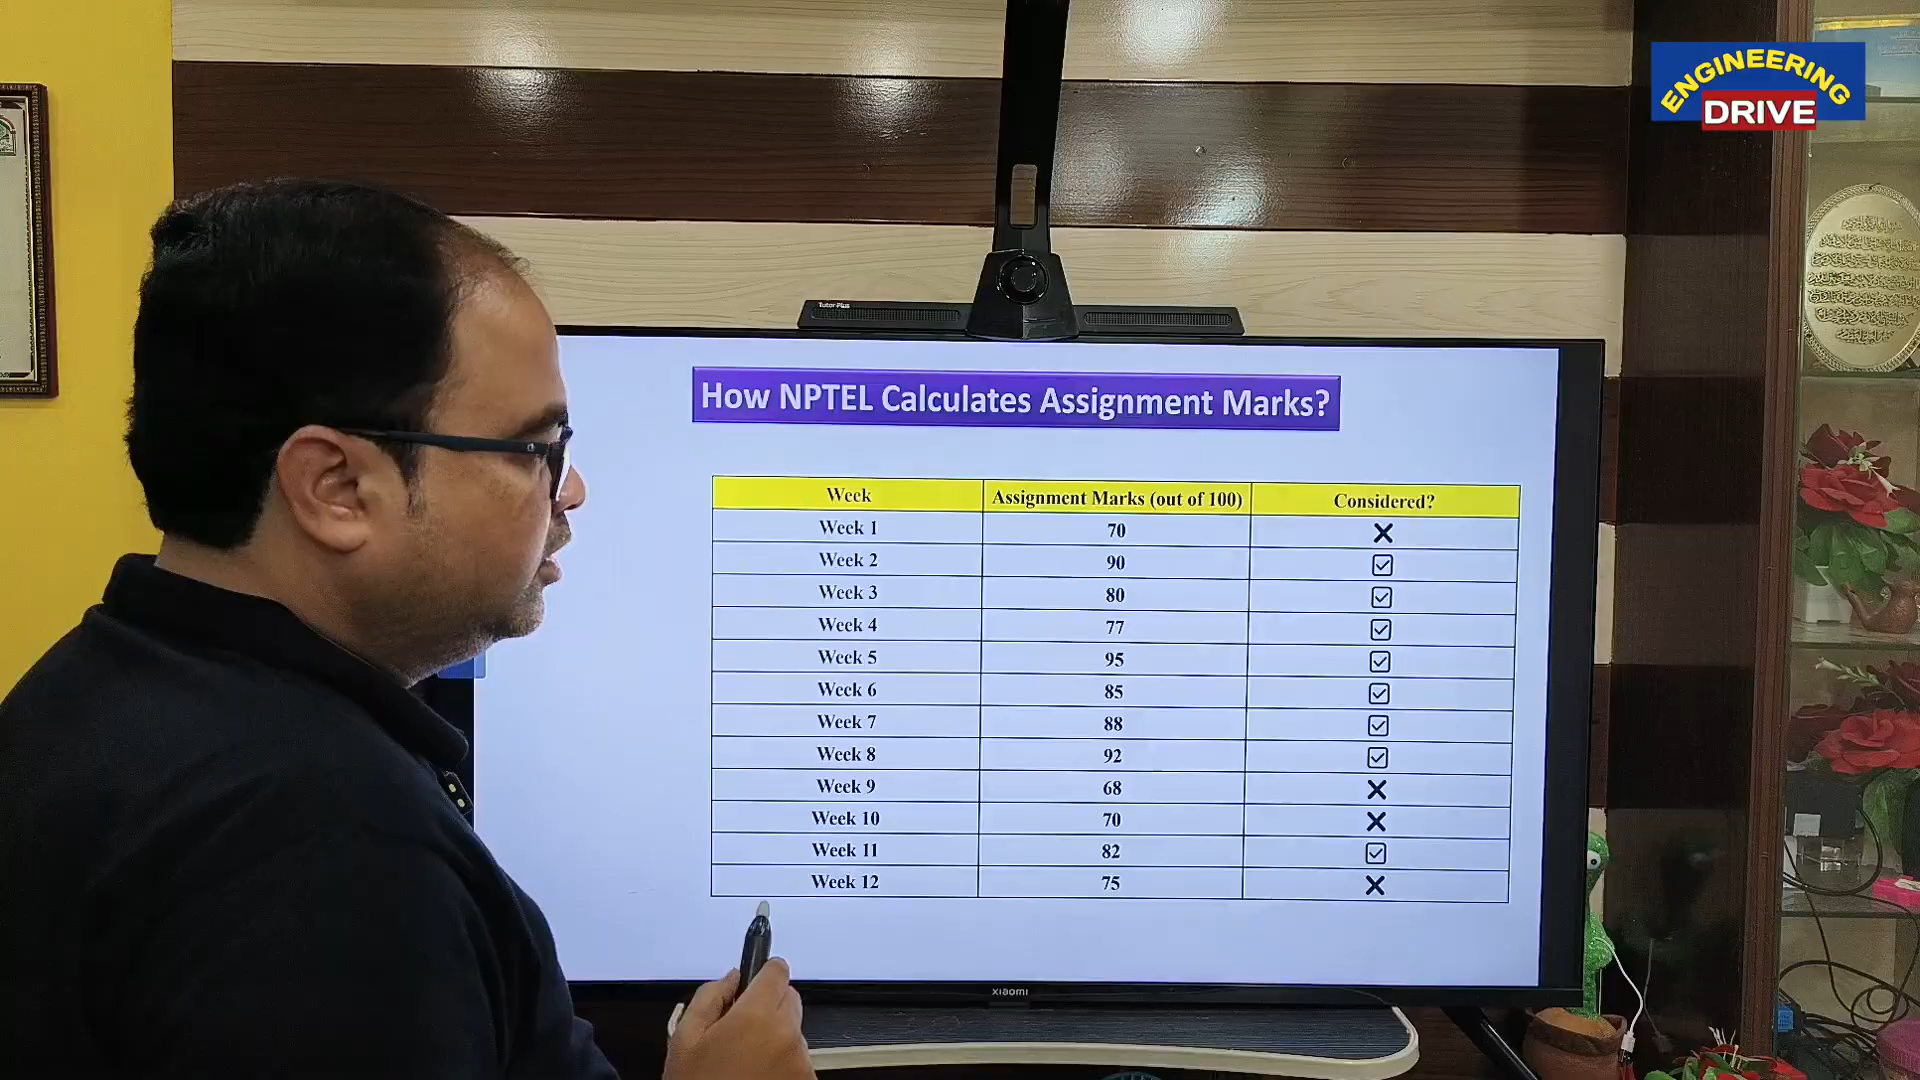 ENGINEERING
DRIVE
Tutor Plus
How NPTEL Calculates Assignment Marks?
Week Assignment Marks (out of 100) Considered?
Week 1 70 ✕
Week 2 90 ☑
Week 3 80 ☑
Week 4 77 ☑
Week 5 95 ☑
Week 6 85 ☑
Week 7 88 ☑
Week 8 92 ☑
Week 9 68 ✕
Week 10 70 ✕
Week 11 82 ☑
Week 12 75 ✕
xiaomi